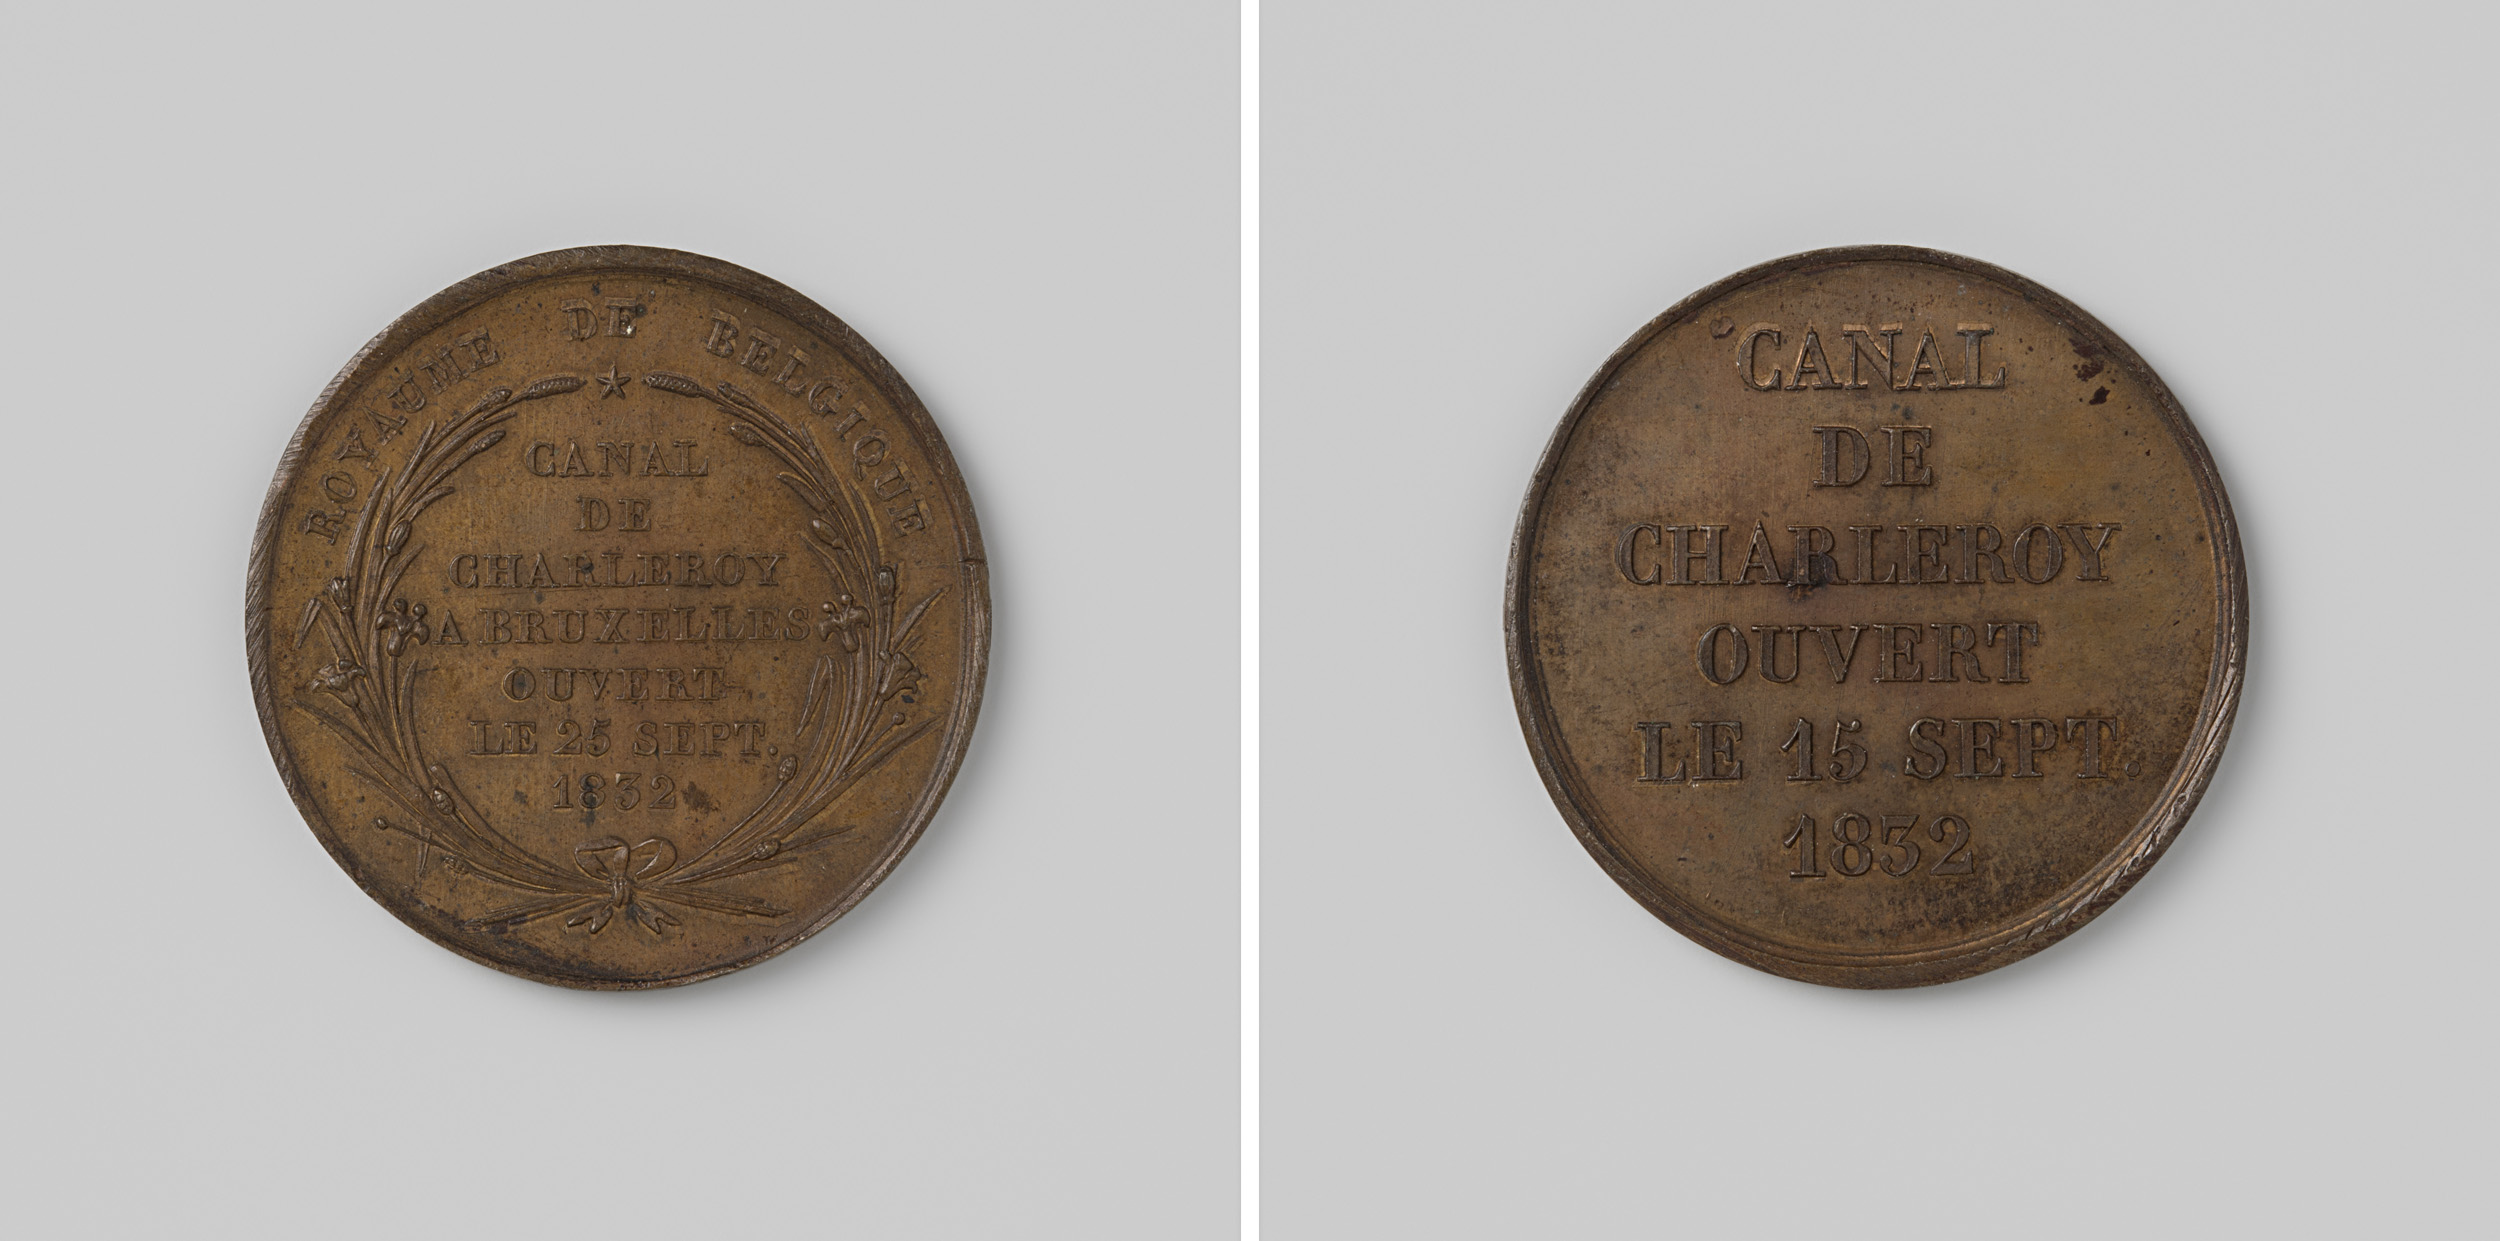 ROYAUME DE BELGIQUE
CANAL
DE
CHARLEROY
A BRUXELLES
OUVERT
LE 25 SEPT.
1832
CANAL
DE
CHARLEROY
OUVERT
LE 15 SEPT.
1832